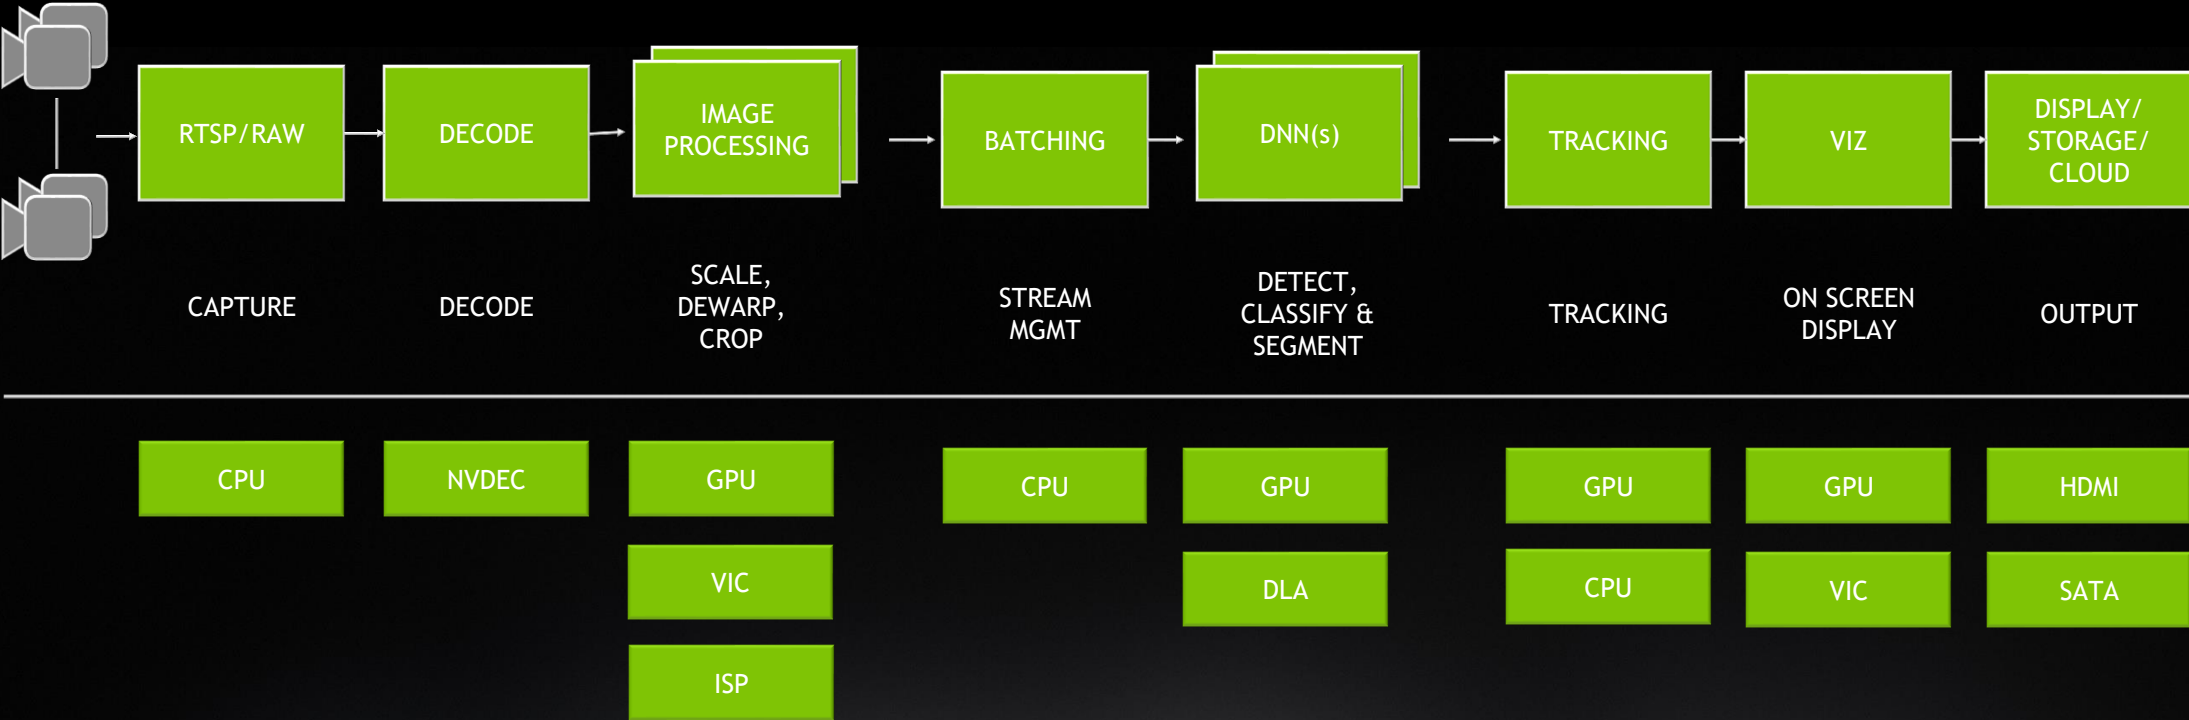 RTSP/RAW
DECODE
IMAGE
PROCESSING
BATCHING
DNN(s)
TRACKING
VIZ
DISPLAY/
STORAGE/
CLOUD
CAPTURE
DECODE
SCALE,
DEWARP,
CROP
STREAM
MGMT
DETECT,
CLASSIFY &
SEGMENT
TRACKING
ON SCREEN
DISPLAY
OUTPUT
CPU
NVDEC
GPU
CPU
GPU
GPU
GPU
HDMI
VIC
DLA
CPU
VIC
SATA
ISP